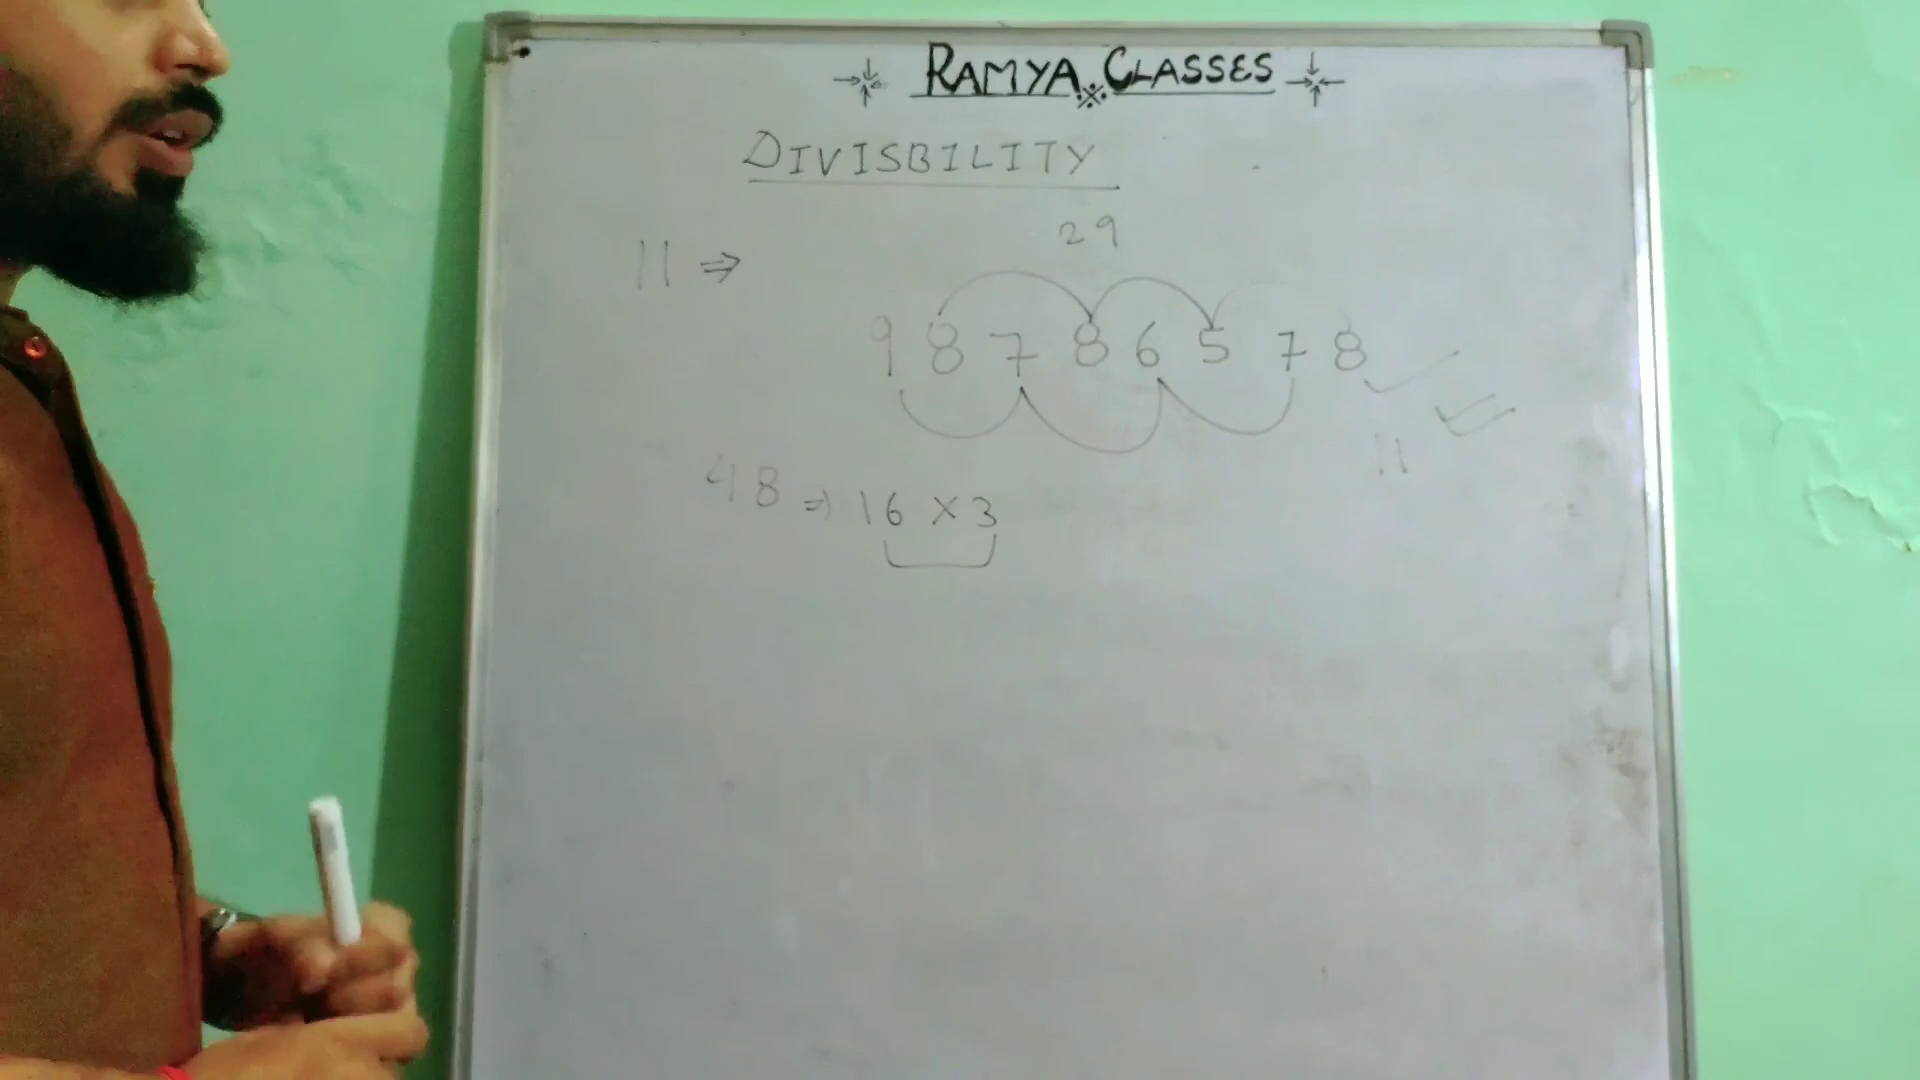 RAMYA CLASSES
DIVISBILITY
29
11 ⇒
9 8 7 8 6 5 7 8
11
48 ⇒ 16 × 3